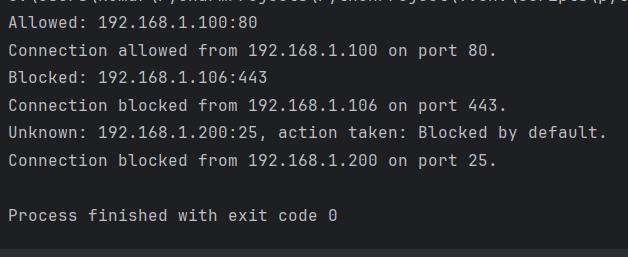 Allowed: 192.168.1.100:80
Connection allowed from 192.168.1.100 on port 80.
Blocked: 192.168.1.106:443
Connection blocked from 192.168.1.106 on port 443.
Unknown: 192.168.1.200:25, action taken: Blocked by default.
Connection blocked from 192.168.1.200 on port 25.
Process finished with exit code 0